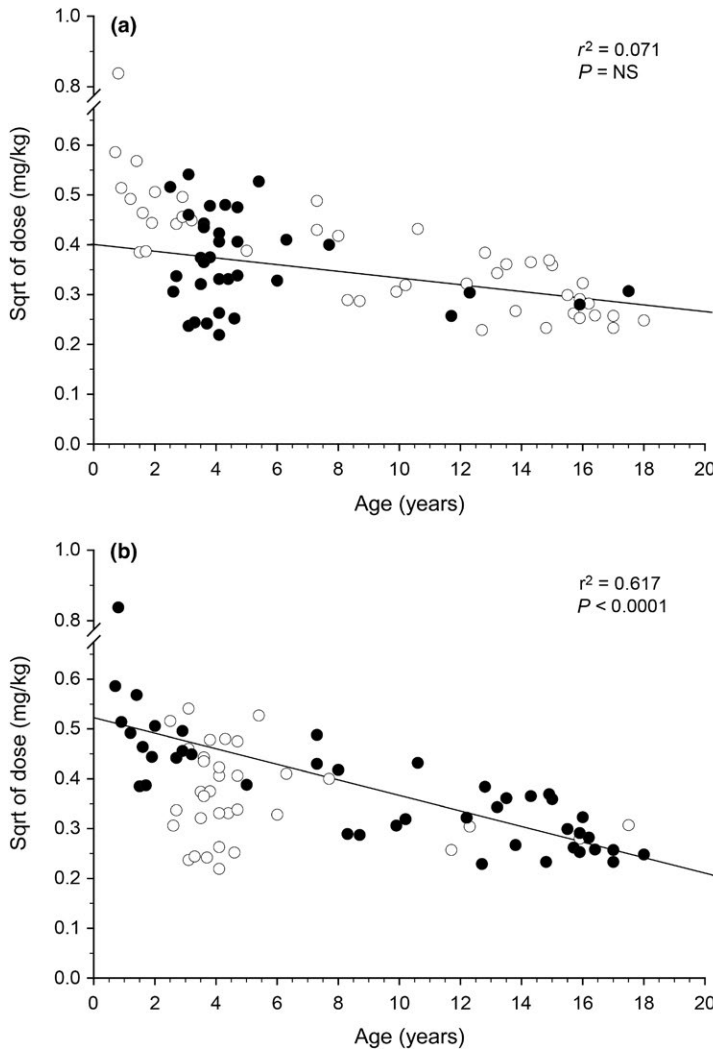 (a)
r² = 0.071
P = NS
1.0
0.8
0.6
0.5
0.4
0.3
0.2
0.1
0.0
Sqrt of dose (mg/kg)
0 2 4 6 8 10 12 14 16 18 20
Age (years)
(b)
r² = 0.617
P < 0.0001
1.0
0.8
0.6
0.5
0.4
0.3
0.2
0.1
0.0
Sqrt of dose (mg/kg)
0 2 4 6 8 10 12 14 16 18 20
Age (years)